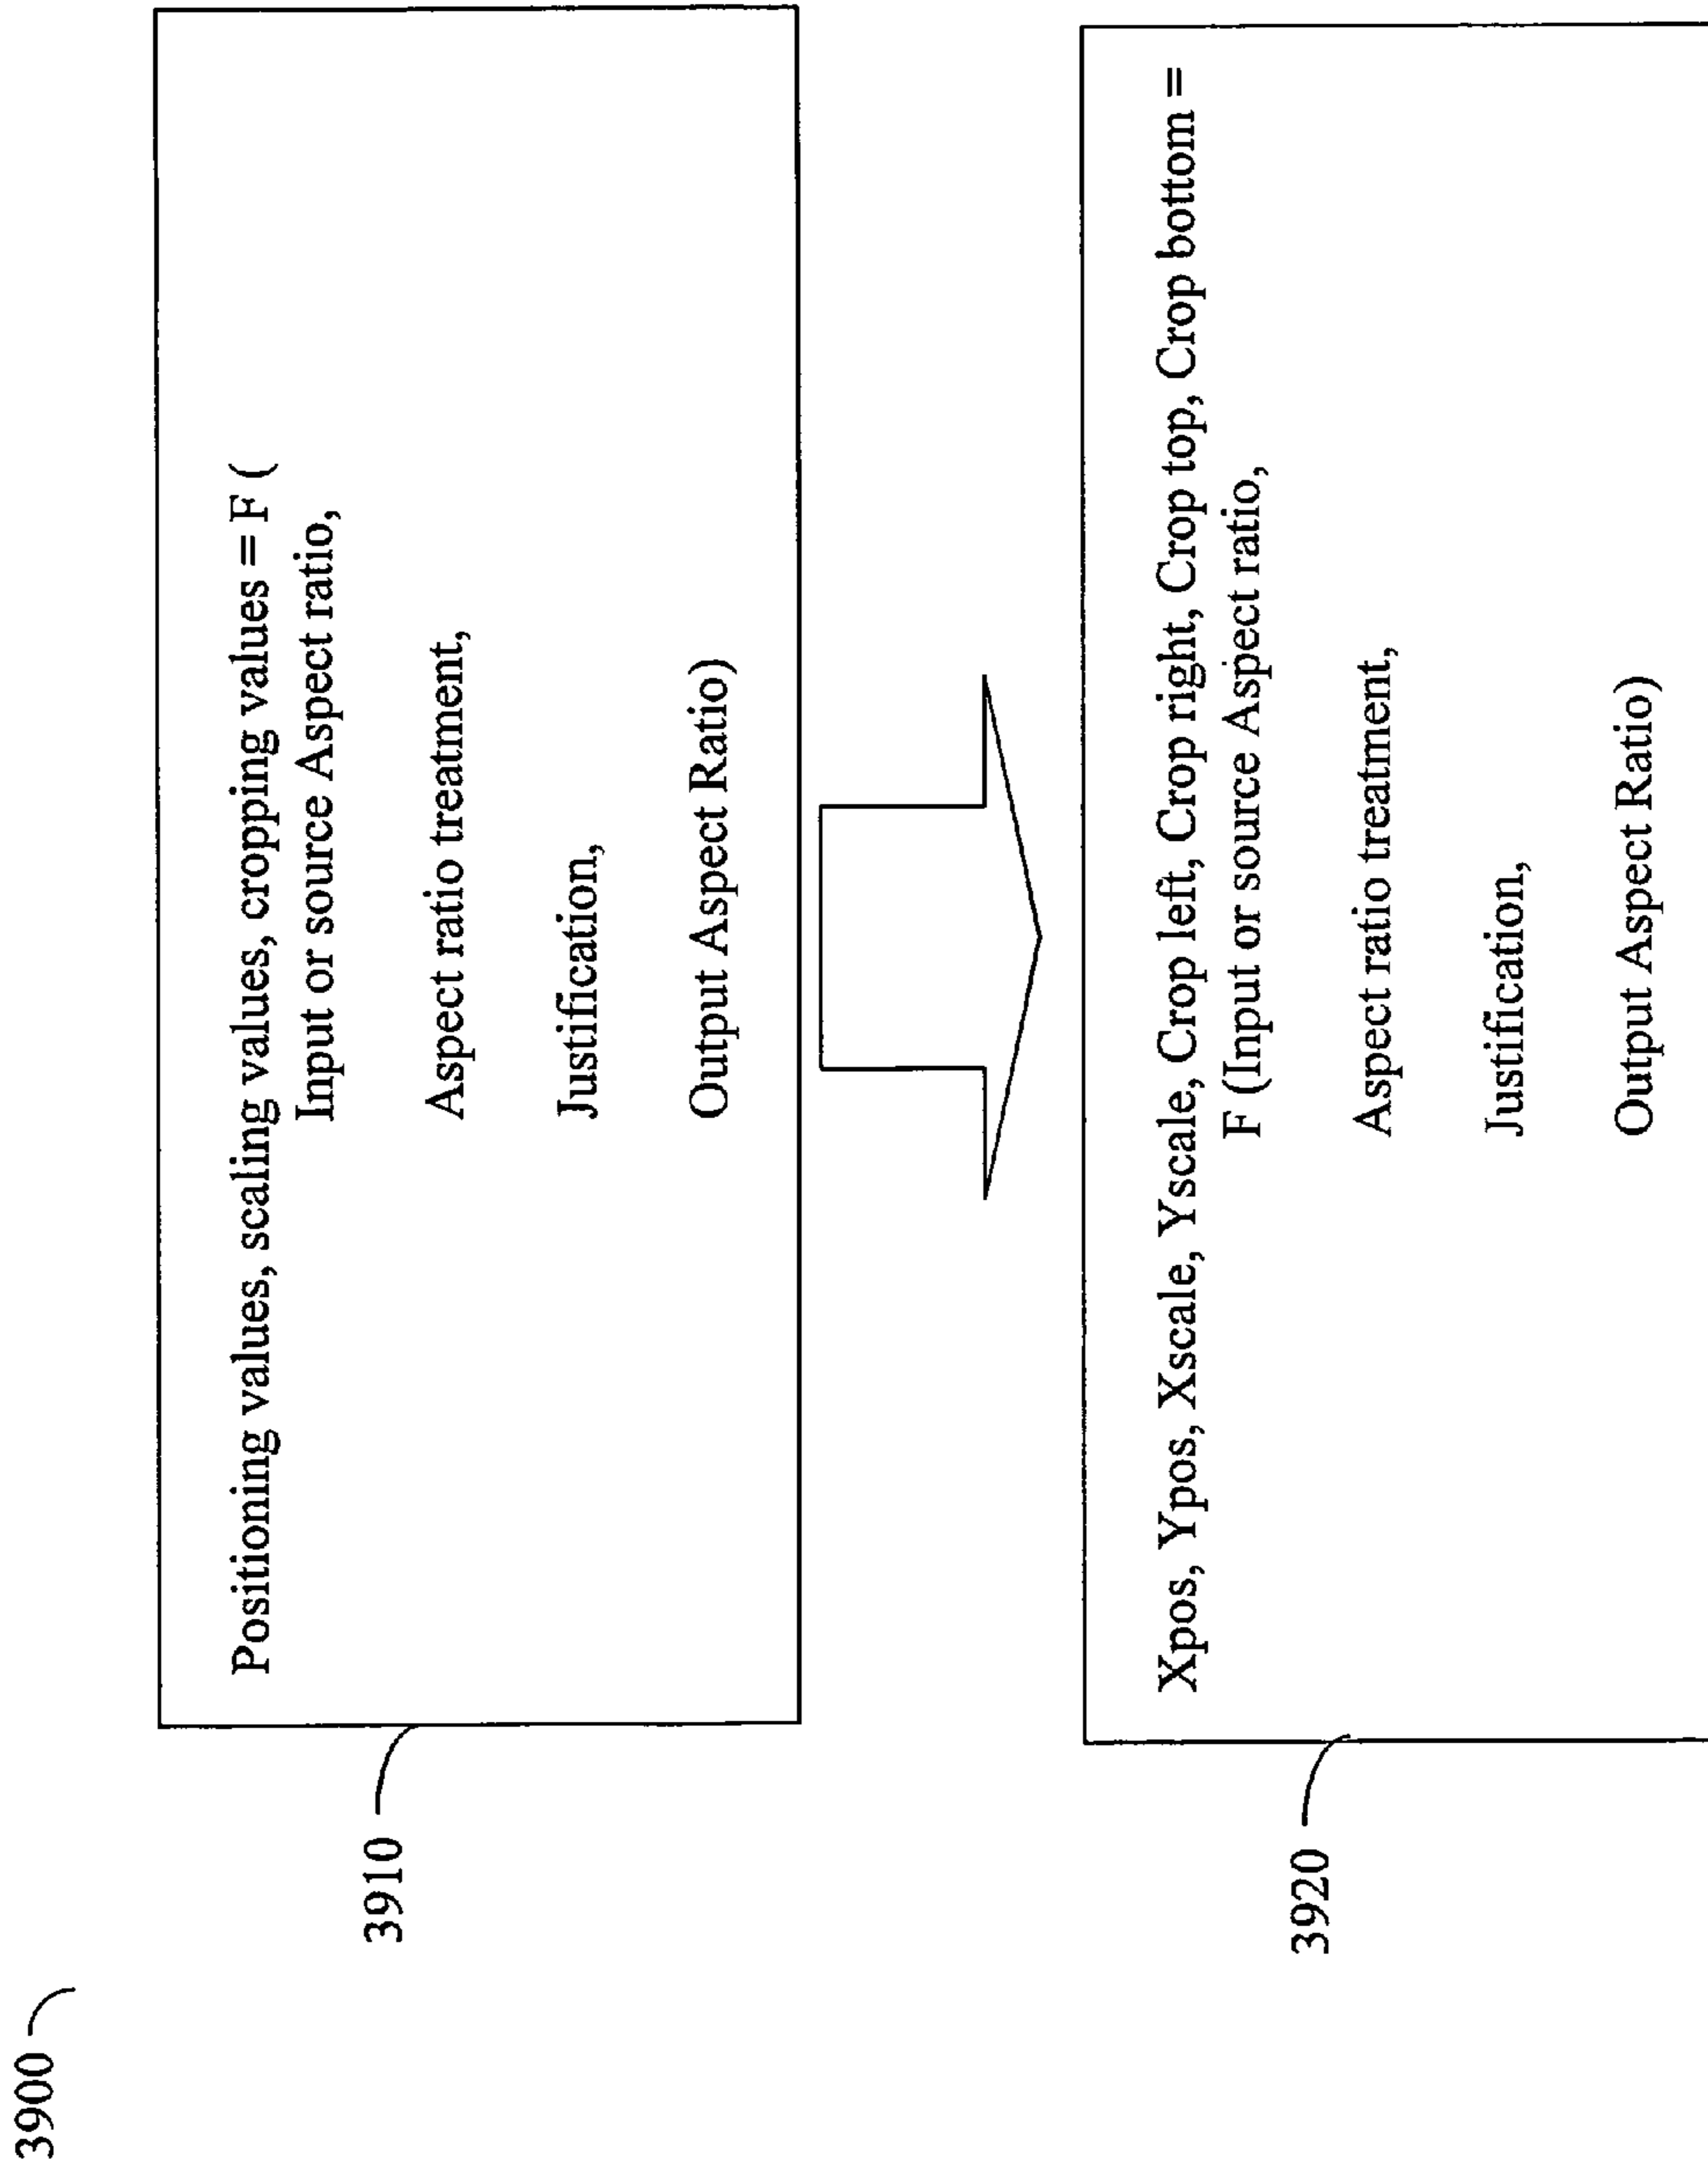 3900
3910
Positioning values, scaling values, cropping values = F (
Input or source Aspect ratio,
Aspect ratio treatment,
Justification,
Output Aspect Ratio)
3920
Xpos, Ypos, Xscale, Yscale, Crop left, Crop right, Crop top, Crop bottom =
F (Input or source Aspect ratio,
Aspect ratio treatment,
Justification,
Output Aspect Ratio)